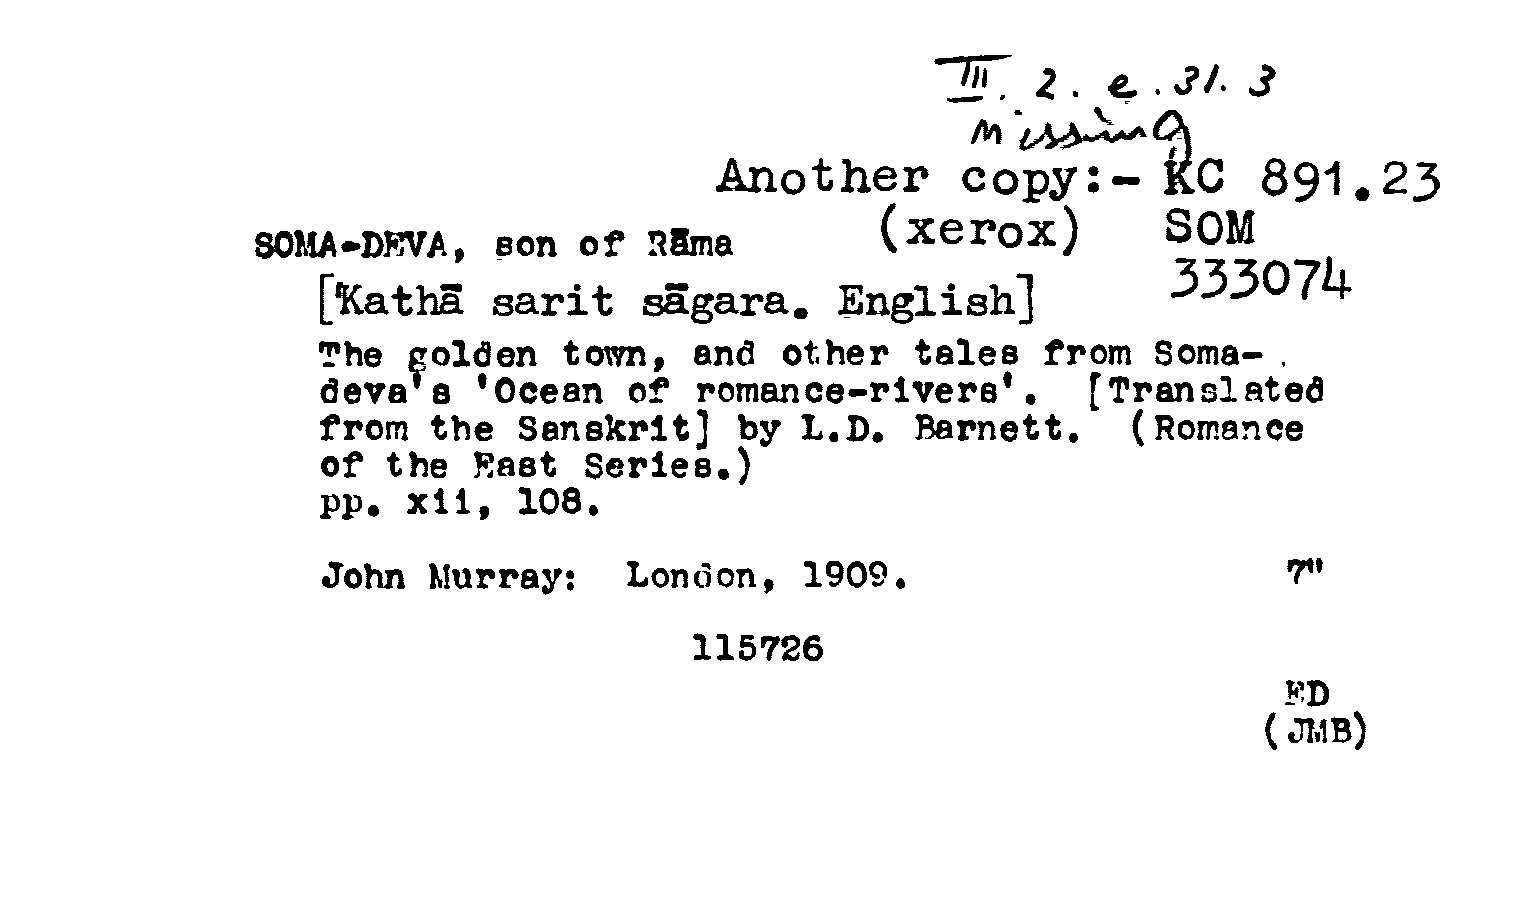 III. 2. e. 31. 3
missing
Another copy:- KC 891.23
(xerox) SOM
333074
SOMA-DEVA, son of Rāma
[Kathā sarit sāgara. English]
The golden town, and other tales from Soma-
deva's 'Ocean of romance-rivers'. [Translated
from the Sanskrit] by L.D. Barnett. (Romance
of the East Series.)
pp. xii, 108.
John Murray: London, 1909. 7"
115726
ED
(JMB)